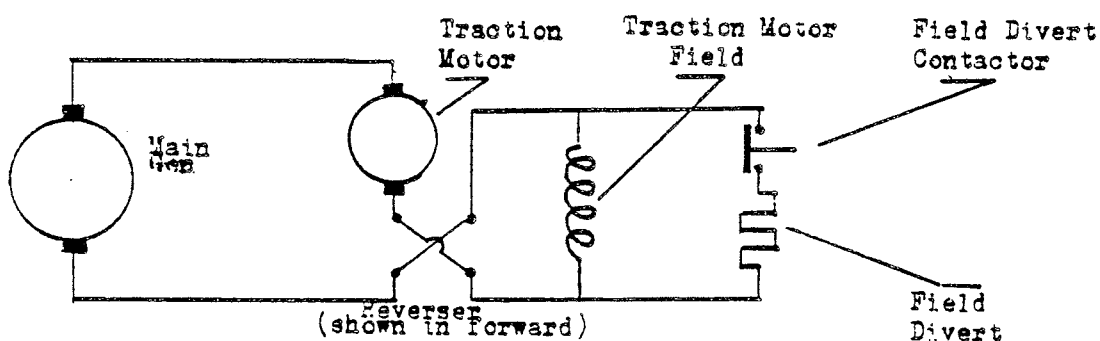 Traction
Motor
Traction Motor
Field
Field Divert
Contactor
Main
Gen
Reverser
(shown in forward)
Field
Divert